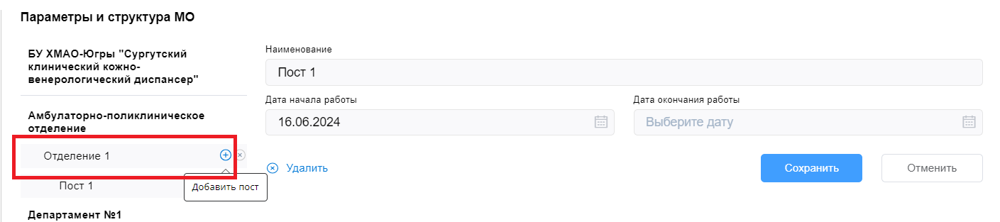 Параметры и структура МО
БУ ХМАО-Югры "Сургутский
клинический кожно-
венерологический диспансер"
Амбулаторно-поликлиническое
отделение
Отделение 1
Добавить пост
Пост 1
Департамент №1
Наименование
Пост 1
Дата начала работы
16.06.2024
Дата окончания работы
Выберите дату
Удалить
Сохранить
Отменить